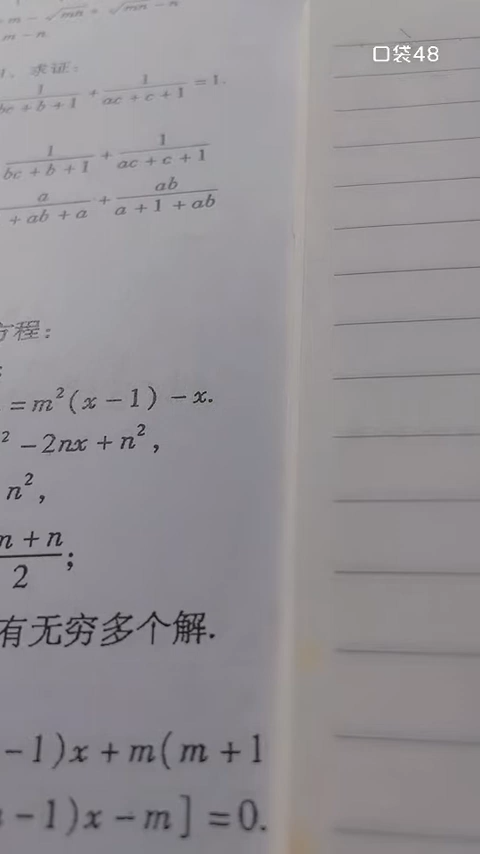 口袋48
m - n
求证:
1/(bc + b + 1) + 1/(ac + c + 1) = 1.
1/(bc + b + 1) + 1/(ac + c + 1)
a/(+ ab + a) + ab/(a + 1 + ab)
方程:
= m²(x - 1) - x.
² - 2nx + n²,
n²,
m + n/2;
有无穷多个解.
- 1)x + m(m + 1
- 1)x - m] = 0.